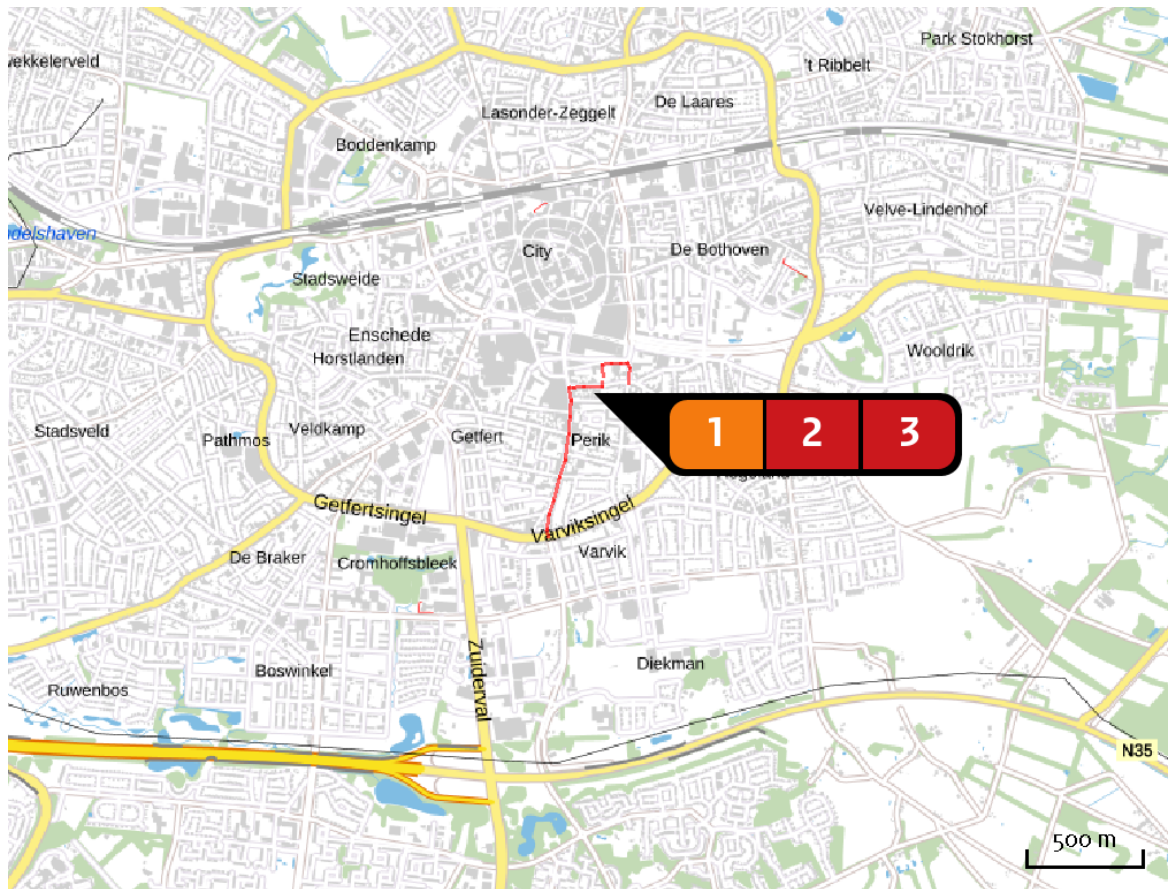 Park Stokhorst
wekkelerveld
't Ribbelt
De Laares
Lasonder-Zeggelt
Boddenkamp
Velve-Lindenhof
delshaven
City
De Bothoven
Stadsweide
Enschede
Horstlanden
Wooldrik
Stadsveld
Pathmos
Veldkamp
Getfert
Perik
1 2 3
Getfertsingel
Varviksingel
De Braker
Cromhoffsbleek
Varvik
Zuiderval
Boswinkel
Diekman
Ruwenbos
N35
500 m